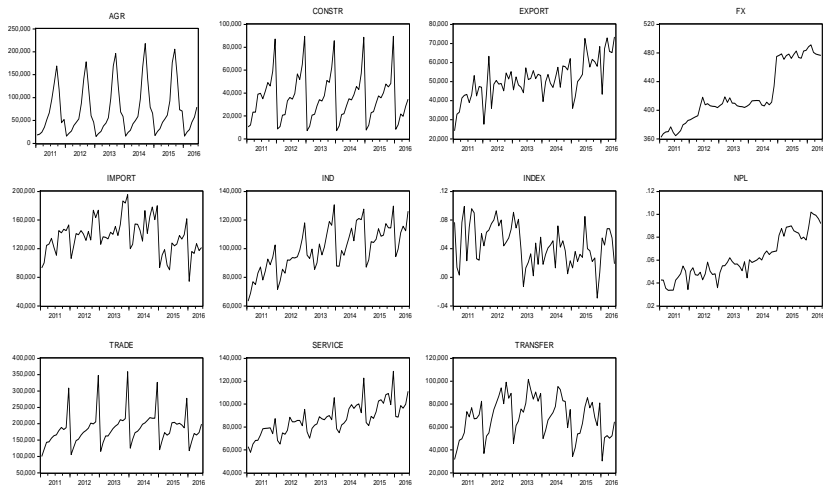 AGR
250,000
200,000
150,000
100,000
50,000
0
2011 2012 2013 2014 2015 2016
CONSTR
100,000
80,000
60,000
40,000
20,000
0
2011 2012 2013 2014 2015 2016
EXPORT
80,000
70,000
60,000
50,000
40,000
30,000
20,000
2011 2012 2013 2014 2015 2016
FX
520
480
440
400
360
2011 2012 2013 2014 2015 2016
IMPORT
200,000
160,000
120,000
80,000
40,000
2011 2012 2013 2014 2015 2016
IND
140,000
120,000
100,000
80,000
60,000
2011 2012 2013 2014 2015 2016
INDEX
.12
.08
.04
.00
-.04
2011 2012 2013 2014 2015 2016
NPL
.12
.10
.08
.06
.04
.02
2011 2012 2013 2014 2015 2016
TRADE
400,000
350,000
300,000
250,000
200,000
150,000
100,000
50,000
2011 2012 2013 2014 2015 2016
SERVICE
140,000
120,000
100,000
80,000
60,000
40,000
2011 2012 2013 2014 2015 2016
TRANSFER
120,000
100,000
80,000
60,000
40,000
20,000
2011 2012 2013 2014 2015 2016